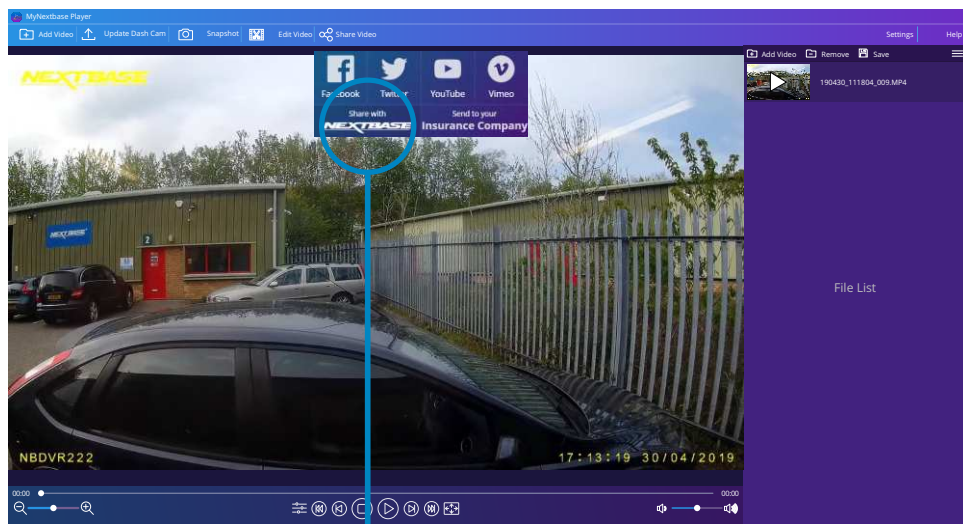 MyNextbase Player
Add Video Update Dash Cam Snapshot Edit Video Share Video Settings Help
Add Video Remove Save
190430_111804_009.MP4
NEXTBASE
Facebook Twitter YouTube Vimeo
Share with
NEXTBASE
Send to your
Insurance Company
NEXTBASE
2
File List
NBDVR222
17:13:19 30/04/2019
00:00
00:00